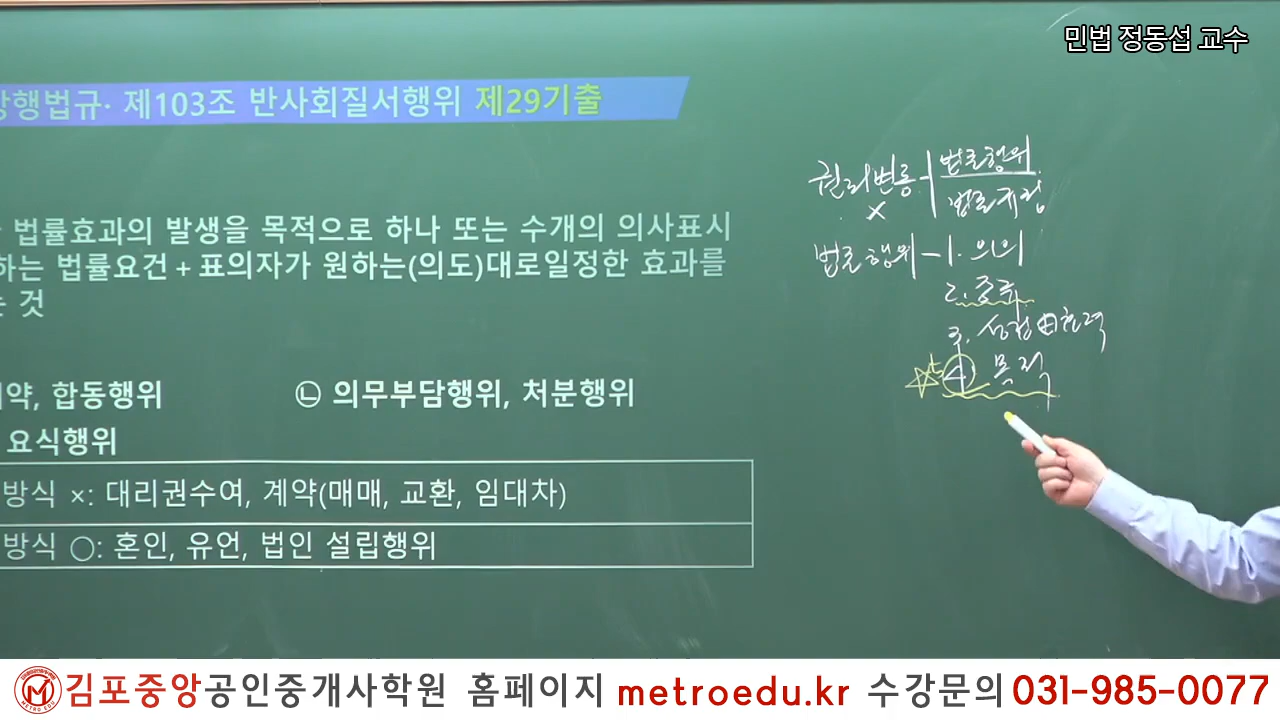 민법 정동섭 교수
강행법규· 제103조 반사회질서행위 제29기출
법률효과의 발생을 목적으로 하나 또는 수개의 의사표시
하는 법률요건 + 표의자가 원하는(의도)대로일정한 효과를
는 것
계약, 합동행위
㉡ 의무부담행위, 처분행위
요식행위
방식 ×: 대리권수여, 계약(매매, 교환, 임대차)
방식 ○: 혼인, 유언, 법인 설립행위
권리변동 법률행위
× 법률규정
법률행위 - 1. 의의
2. 종류
3. 성립 효력
4 목적
METRO EDU
김포중앙공인중개사학원 홈페이지 metroedu.kr 수강문의 031-985-0077